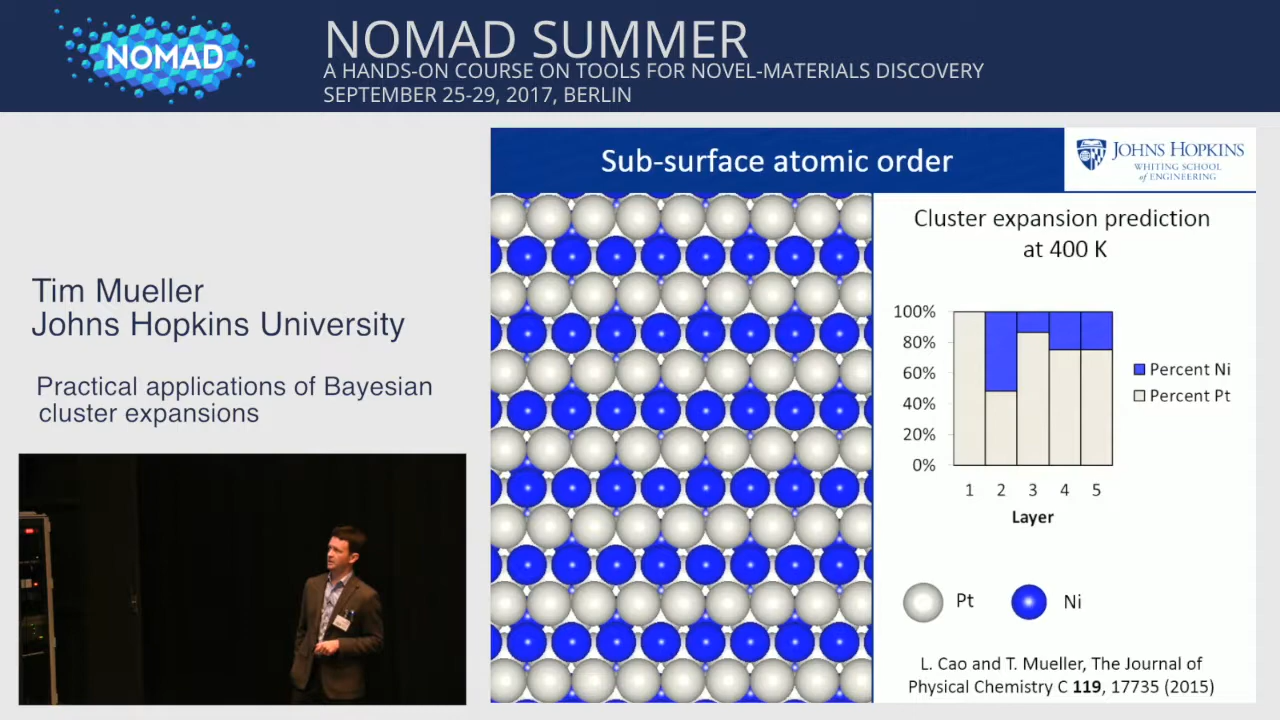 NOMAD
NOMAD SUMMER
A HANDS-ON COURSE ON TOOLS FOR NOVEL-MATERIALS DISCOVERY
SEPTEMBER 25-29, 2017, BERLIN
Tim Mueller
Johns Hopkins University
Practical applications of Bayesian
cluster expansions
Sub-surface atomic order
JOHNS HOPKINS
WHITING SCHOOL
of ENGINEERING
Cluster expansion prediction
at 400 K
100%
80%
60%
40%
20%
0%
1 2 3 4 5
Layer
Percent Ni
Percent Pt
Pt
Ni
L. Cao and T. Mueller, The Journal of
Physical Chemistry C 119, 17735 (2015)